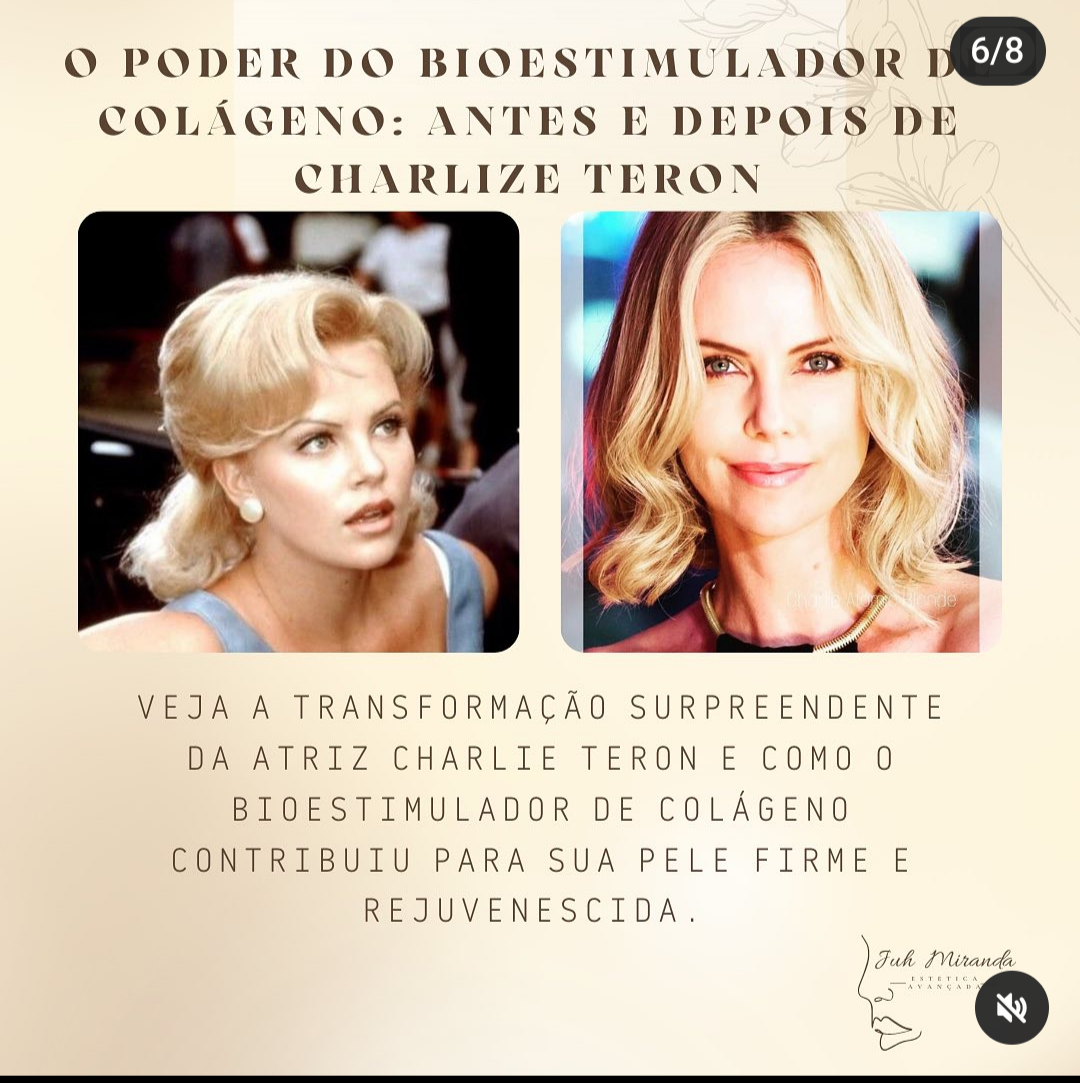 O PODER DO BIOESTIMULADOR
6/8
COLÁGENO: ANTES E DEPOIS DE
CHARLIZE TERON
VEJA A TRANSFORMAÇÃO SURPREENDENTE
DA ATRIZ CHARLIE TERON E COMO O
BIOESTIMULADOR DE COLÁGENO
CONTRIBUIU PARA SUA PELE FIRME E
REJUVENESCIDA.
Juh Miranda
ESTÉTICA
AVANÇADA